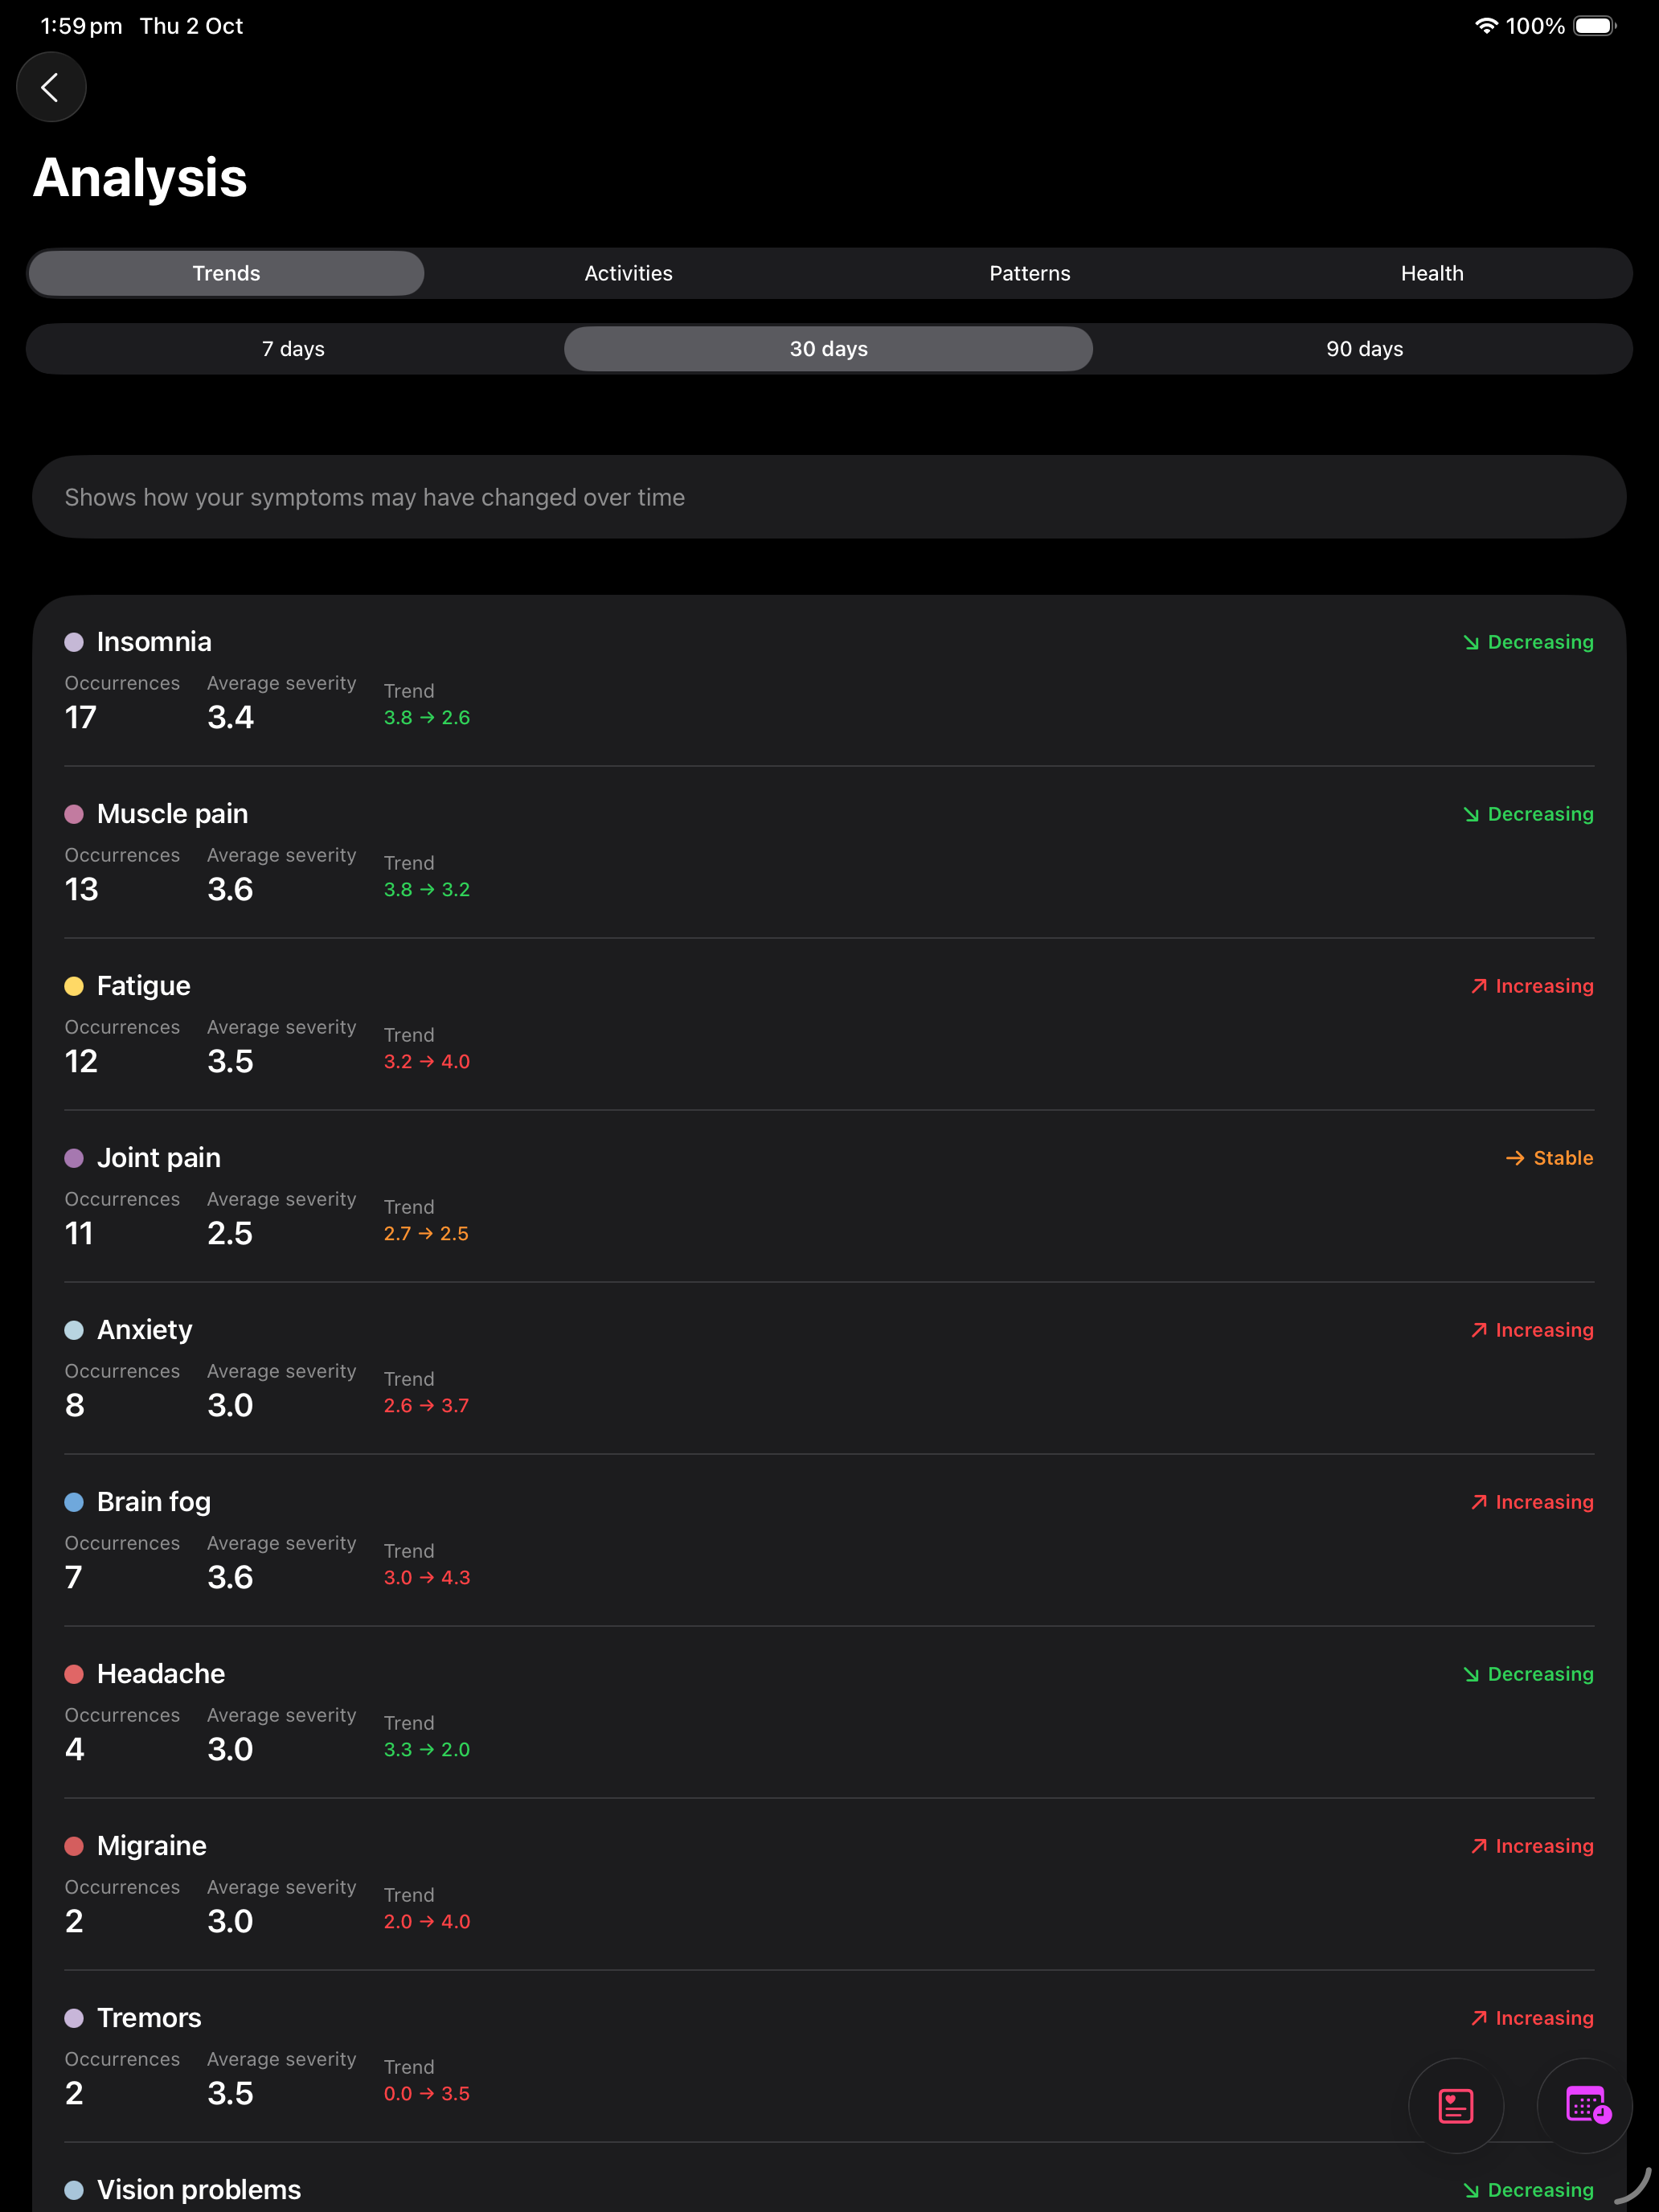 1:59 pm Thu 2 Oct 100%
Analysis
Trends Activities Patterns Health
7 days 30 days 90 days
Shows how your symptoms may have changed over time
Insomnia ↘ Decreasing
Occurrences Average severity Trend
17 3.4 3.8 → 2.6
Muscle pain ↘ Decreasing
Occurrences Average severity Trend
13 3.6 3.8 → 3.2
Fatigue ↗ Increasing
Occurrences Average severity Trend
12 3.5 3.2 → 4.0
Joint pain → Stable
Occurrences Average severity Trend
11 2.5 2.7 → 2.5
Anxiety ↗ Increasing
Occurrences Average severity Trend
8 3.0 2.6 → 3.7
Brain fog ↗ Increasing
Occurrences Average severity Trend
7 3.6 3.0 → 4.3
Headache ↘ Decreasing
Occurrences Average severity Trend
4 3.0 3.3 → 2.0
Migraine ↗ Increasing
Occurrences Average severity Trend
2 3.0 2.0 → 4.0
Tremors ↗ Increasing
Occurrences Average severity Trend
2 3.5 0.0 → 3.5
Vision problems ↘ Decreasing